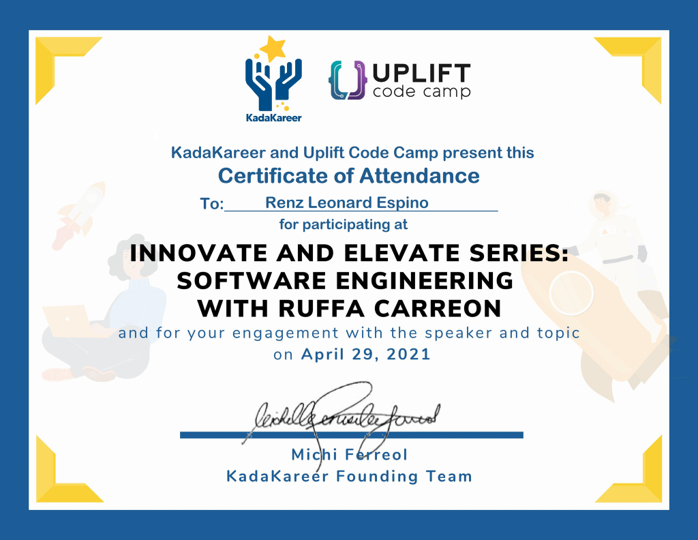 KadaKareer
UPLIFT
code camp
KadaKareer and Uplift Code Camp present this
Certificate of Attendance
To: Renz Leonard Espino
for participating at
INNOVATE AND ELEVATE SERIES:
SOFTWARE ENGINEERING
WITH RUFFA CARREON
and for your engagement with the speaker and topic
on April 29, 2021
Michi Ferreol
KadaKareer Founding Team